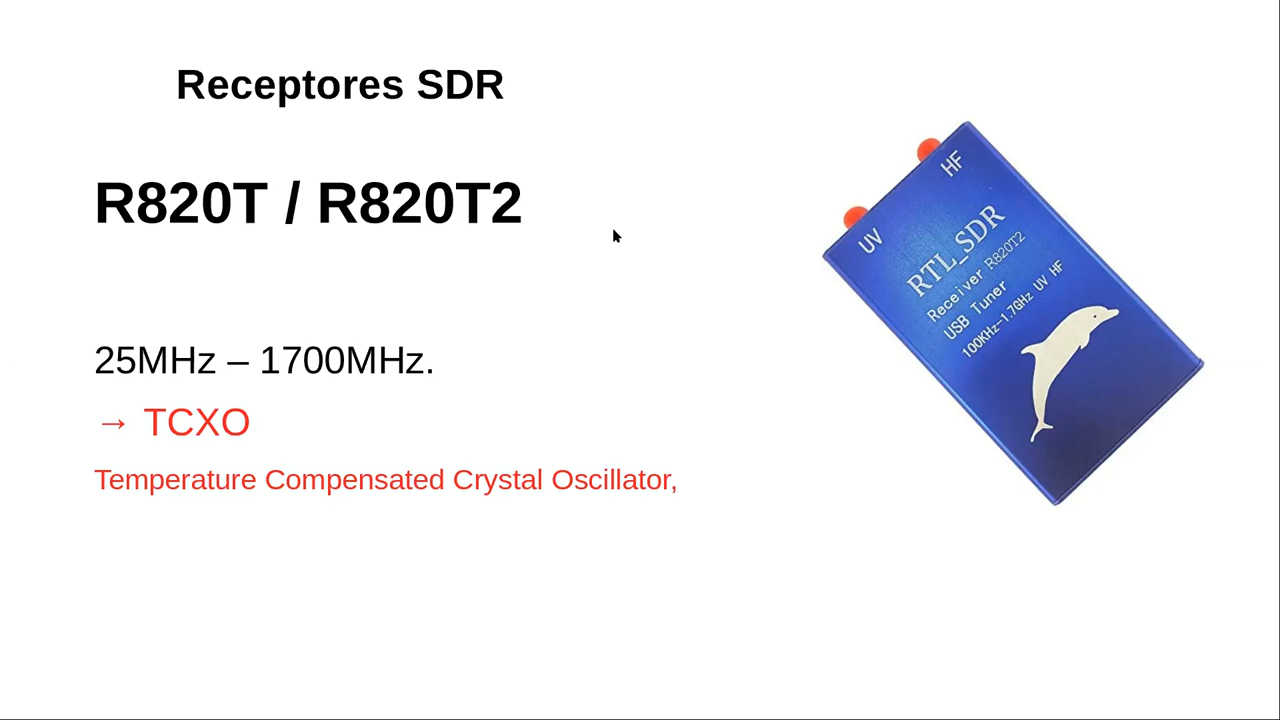 Receptores SDR
R820T / R820T2
25MHz – 1700MHz.
→ TCXO
Temperature Compensated Crystal Oscillator,
HF
UV
RTL_SDR
Receiver R820T2
USB Tuner
100KHz-1.7GHz UV HF